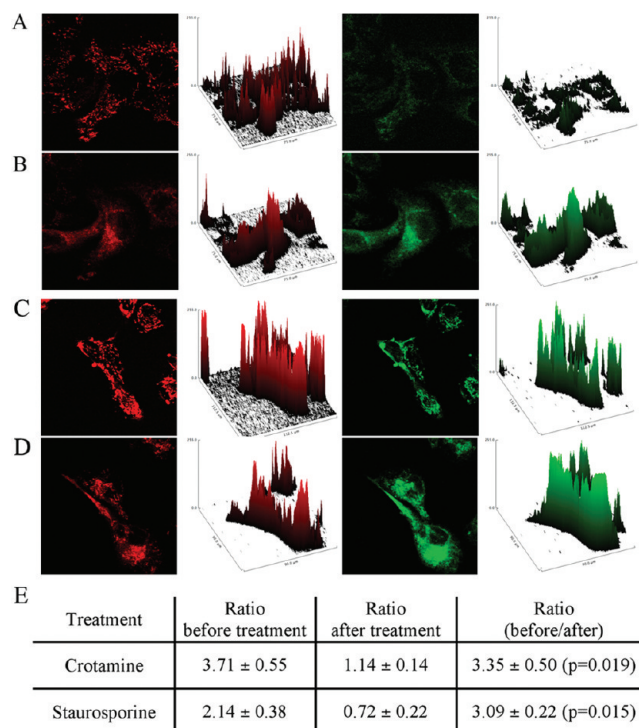 A
B
C
D
E
Treatment
Ratio
before treatment
Ratio
after treatment
Ratio
(before/after)
Crotamine
3.71 ± 0.55
1.14 ± 0.14
3.35 ± 0.50 (p=0.019)
Staurosporine
2.14 ± 0.38
0.72 ± 0.22
3.09 ± 0.22 (p=0.015)